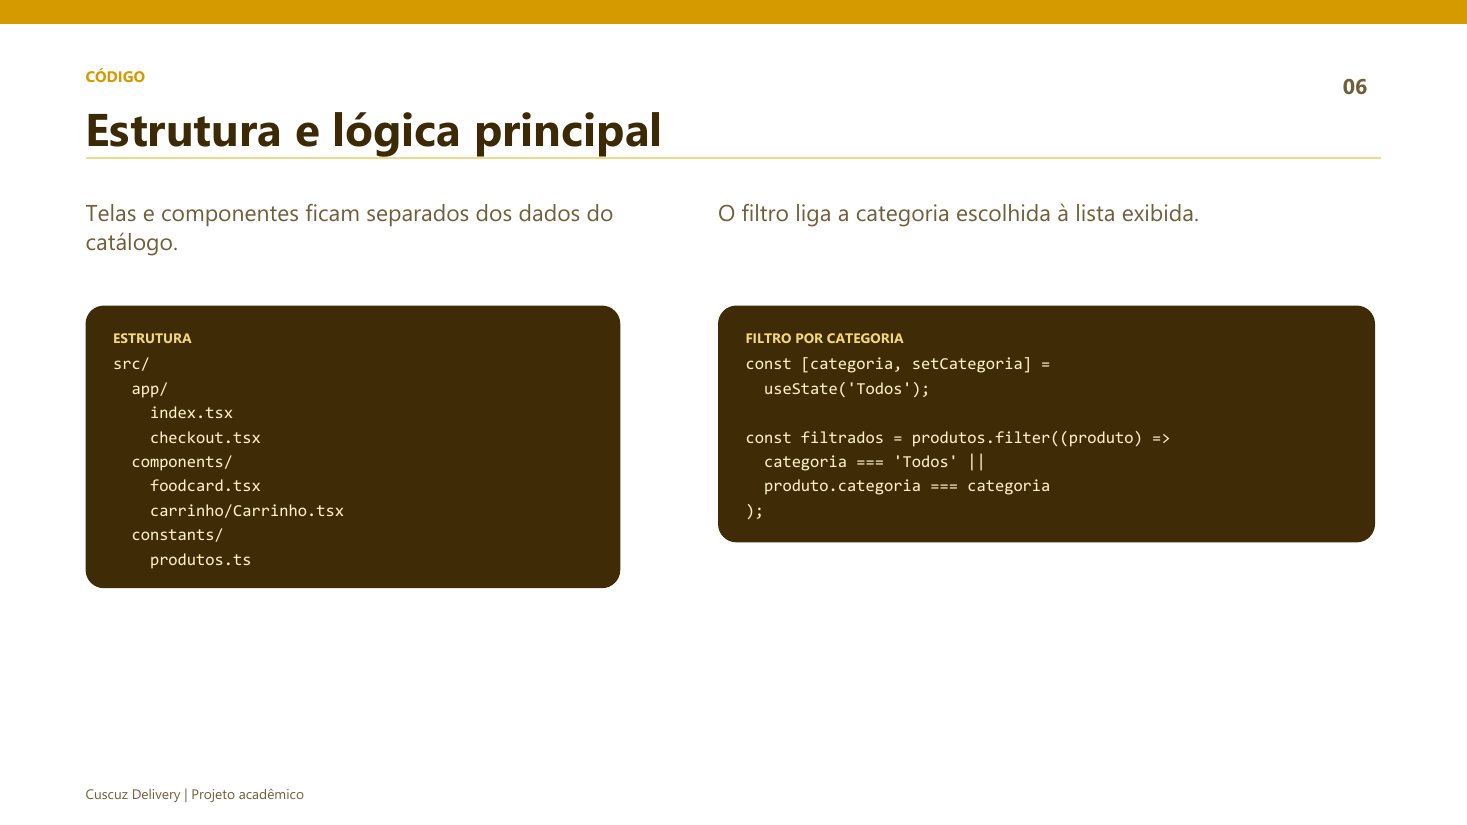 CÓDIGO
06
Estrutura e lógica principal
Telas e componentes ficam separados dos dados do
catálogo.
O filtro liga a categoria escolhida à lista exibida.
ESTRUTURA
src/
  app/
    index.tsx
    checkout.tsx
  components/
    foodcard.tsx
    carrinho/Carrinho.tsx
  constants/
    produtos.ts
FILTRO POR CATEGORIA
const [categoria, setCategoria] =
  useState('Todos');

const filtrados = produtos.filter((produto) =>
  categoria === 'Todos' ||
  produto.categoria === categoria
);
Cuscuz Delivery | Projeto acadêmico